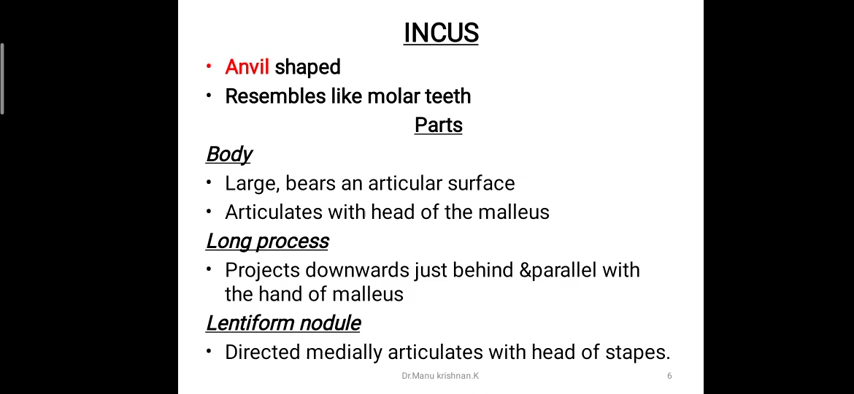 INCUS
• Anvil shaped
• Resembles like molar teeth
Parts
Body
• Large, bears an articular surface
• Articulates with head of the malleus
Long process
• Projects downwards just behind &parallel with
the hand of malleus
Lentiform nodule
• Directed medially articulates with head of stapes.
Dr.Manu krishnan.K 6